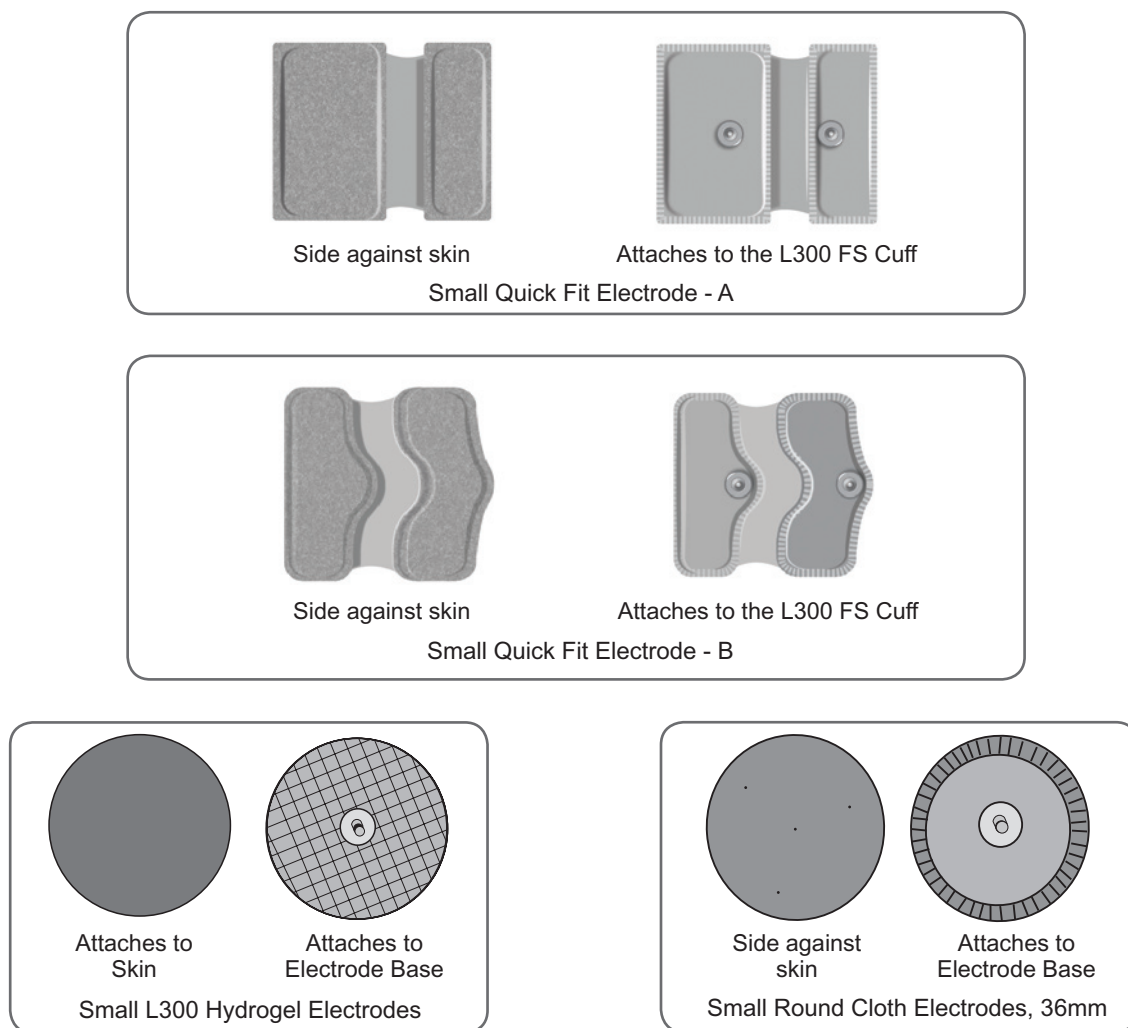 Side against skin
Attaches to the L300 FS Cuff
Small Quick Fit Electrode - A
Side against skin
Attaches to the L300 FS Cuff
Small Quick Fit Electrode - B
Attaches to
Skin
Attaches to
Electrode Base
Small L300 Hydrogel Electrodes
Side against
skin
Attaches to
Electrode Base
Small Round Cloth Electrodes, 36mm